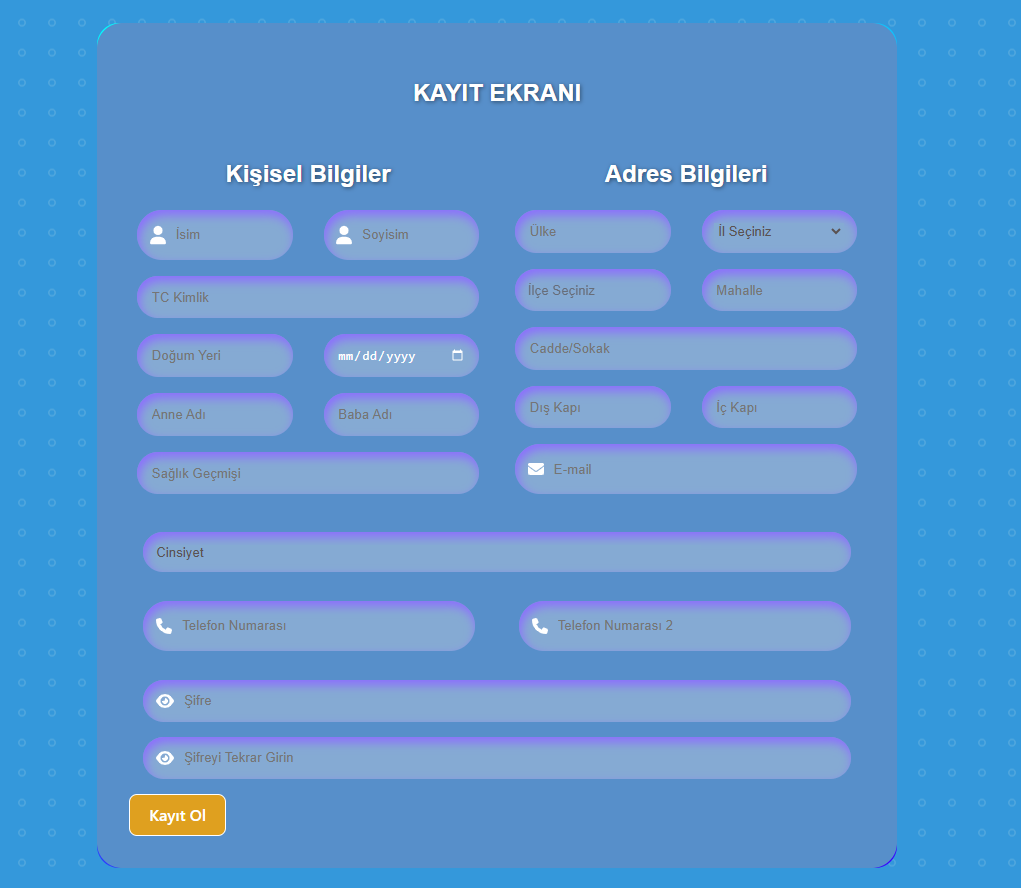 KAYIT EKRANI
Kişisel Bilgiler
İsim
Soyisim
TC Kimlik
Doğum Yeri
mm/dd/yyyy
Anne Adı
Baba Adı
Sağlık Geçmişi
Adres Bilgileri
Ülke
İl Seçiniz
İlçe Seçiniz
Mahalle
Cadde/Sokak
Dış Kapı
İç Kapı
E-mail
Cinsiyet
Telefon Numarası
Telefon Numarası 2
Şifre
Şifreyi Tekrar Girin
Kayıt Ol